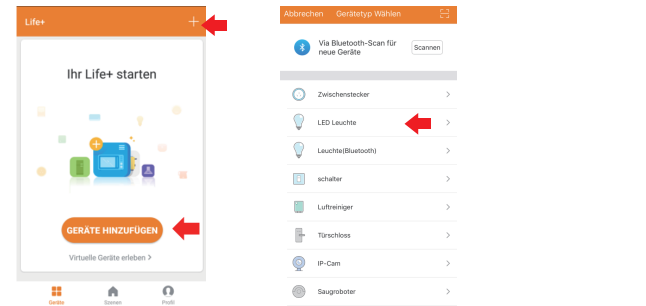 Life+
Ihr Life+ starten
GERÄTE HINZUFÜGEN
Virtuelle Geräte erleben >
Geräte Szenen Profil
Abbrechen Gerätetyp Wählen
Via Bluetooth-Scan für
neue Geräte
Scannen
Zwischenstecker
LED Leuchte
Leuchte(Bluetooth)
schalter
Luftreiniger
Türschloss
IP-Cam
Saugroboter